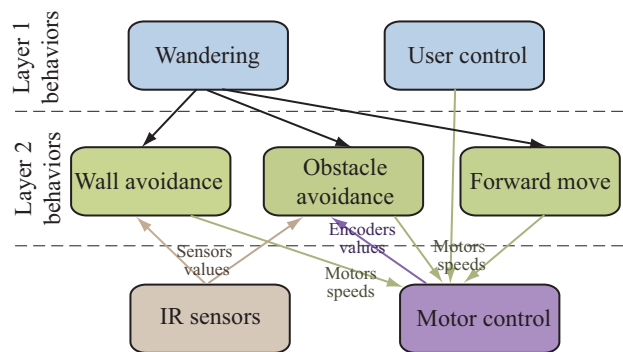 Layer 1
behaviors
Wandering
User control
Layer 2
behaviors
Wall avoidance
Obstacle
avoidance
Forward move
Sensors
values
Encoders
values
Motors
speeds
Motors
speeds
IR sensors
Motor control